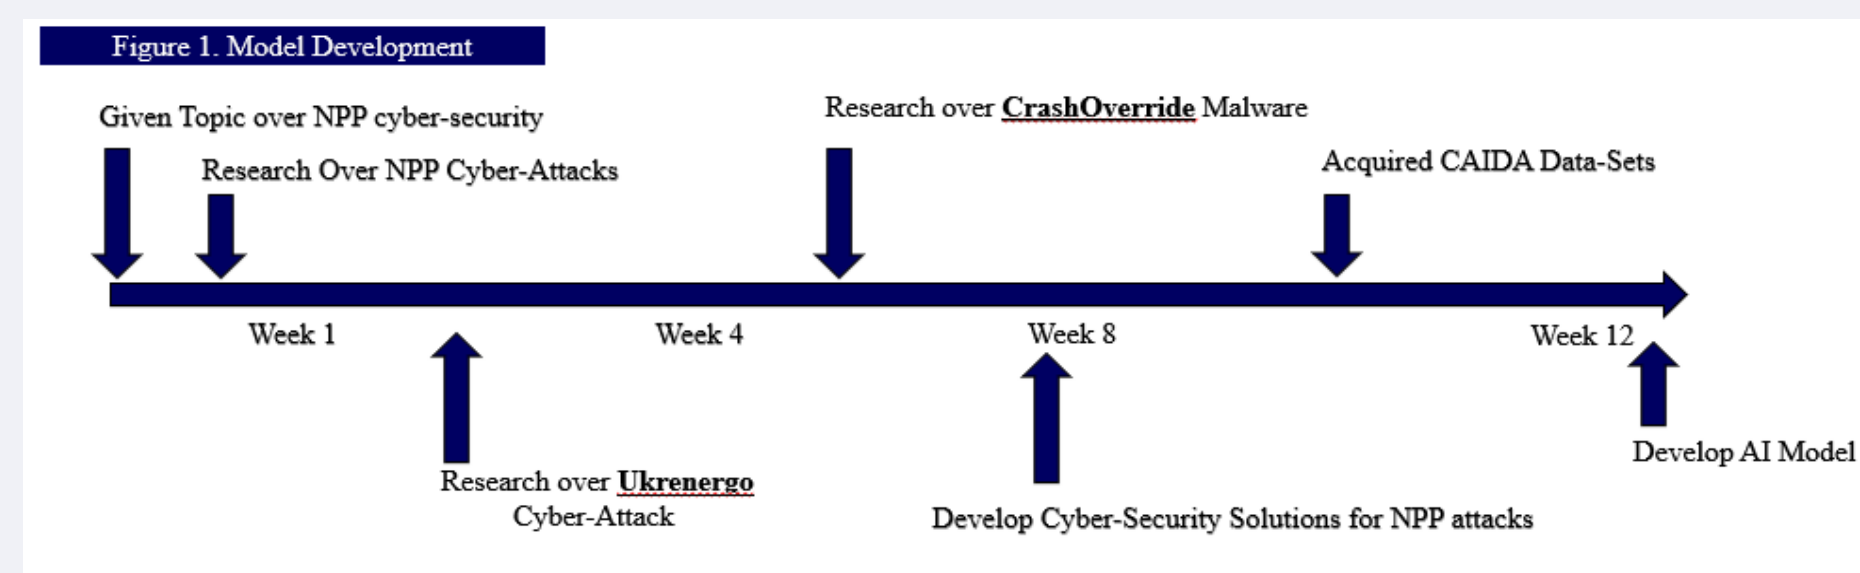 Figure 1. Model Development
Given Topic over NPP cyber-security
Research Over NPP Cyber-Attacks
Research over CrashOverride Malware
Acquired CAIDA Data-Sets
Week 1
Week 4
Week 8
Week 12
Research over Ukrenergo
Cyber-Attack
Develop Cyber-Security Solutions for NPP attacks
Develop AI Model